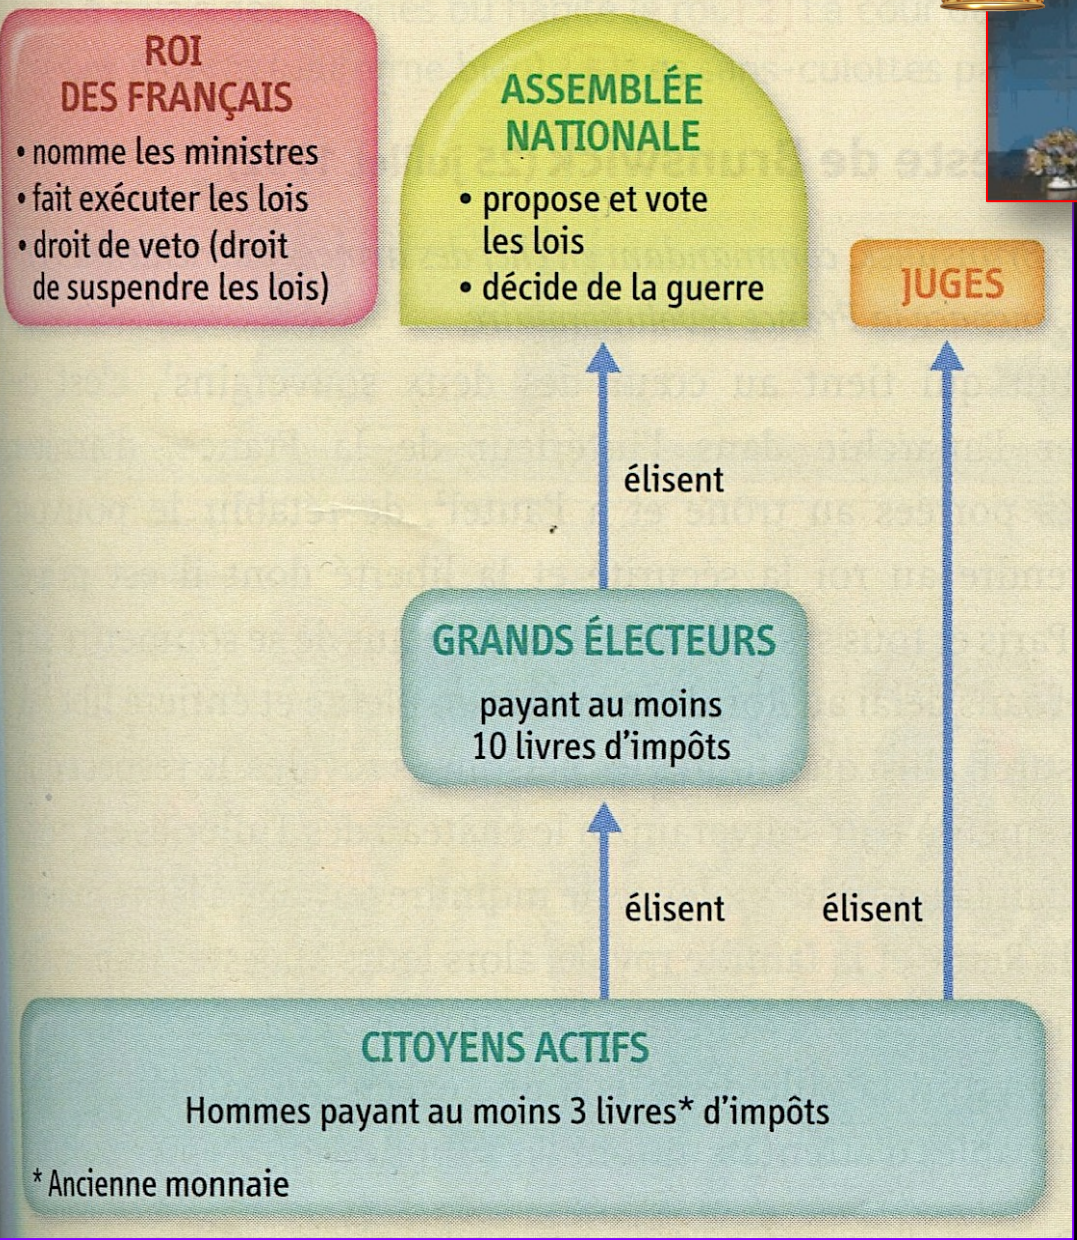 ROI
DES FRANÇAIS
• nomme les ministres
• fait exécuter les lois
• droit de veto (droit
de suspendre les lois)
ASSEMBLÉE
NATIONALE
• propose et vote
les lois
• décide de la guerre
JUGES
élisent
GRANDS ÉLECTEURS
payant au moins
10 livres d'impôts
élisent
élisent
CITOYENS ACTIFS
Hommes payant au moins 3 livres* d'impôts
* Ancienne monnaie